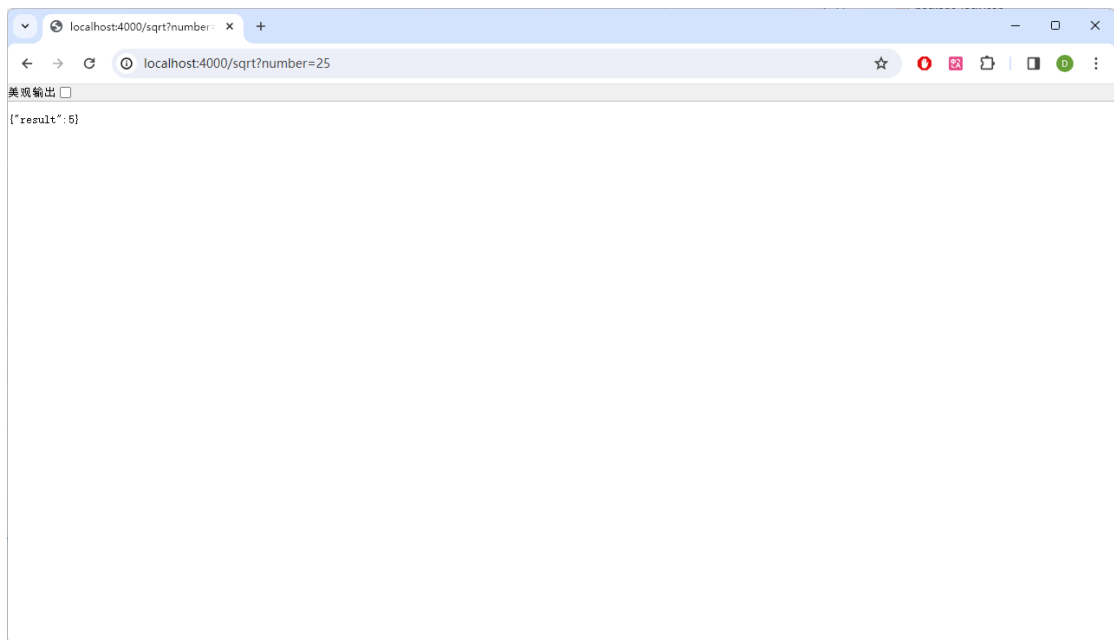 localhost:4000/sqrt?number=
localhost:4000/sqrt?number=25
D
美观输出
{"result":5}